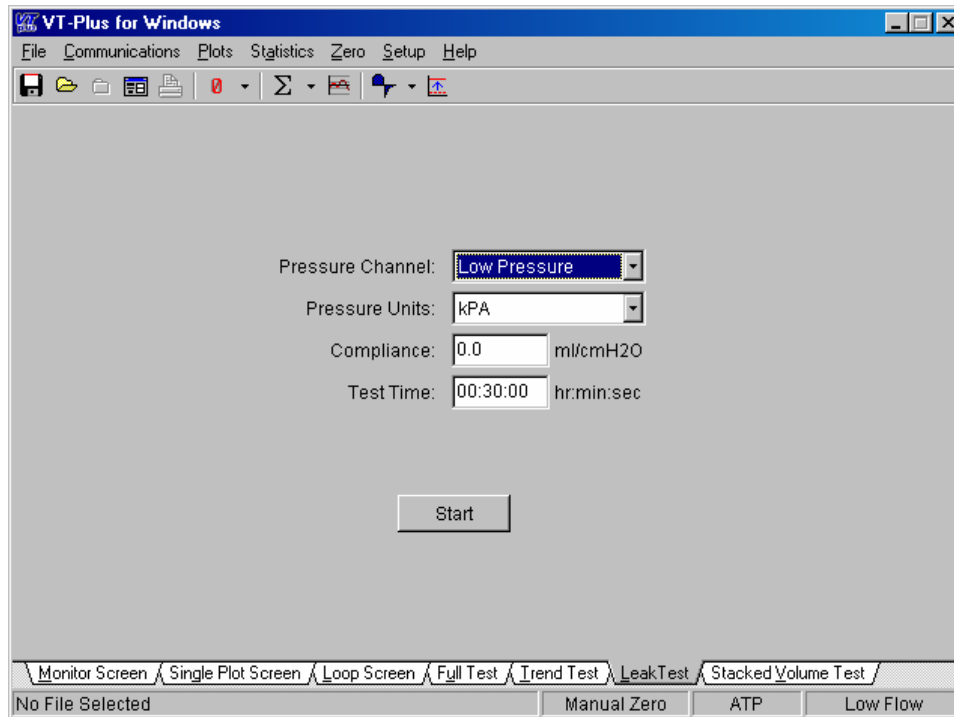 VT-Plus for Windows
File Communications Plots Statistics Zero Setup Help
Pressure Channel: Low Pressure
Pressure Units: kPA
Compliance: 0.0 ml/cmH2O
Test Time: 00:30:00 hr:min:sec
Start
Monitor Screen Single Plot Screen Loop Screen Full Test Trend Test LeakTest Stacked Volume Test
No File Selected Manual Zero ATP Low Flow